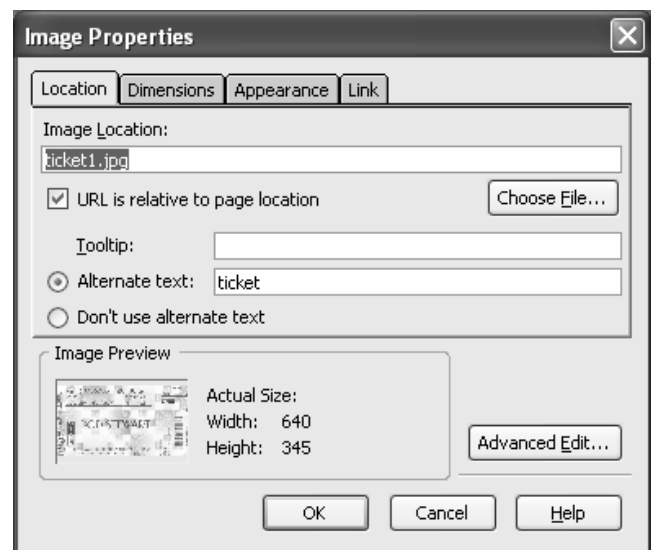 Image Properties
Location Dimensions Appearance Link
Image Location:
ticket1.jpg
URL is relative to page location Choose File...
Tooltip:
Alternate text: ticket
Don't use alternate text
Image Preview
Actual Size:
Width: 640
Height: 345
Advanced Edit...
OK Cancel Help